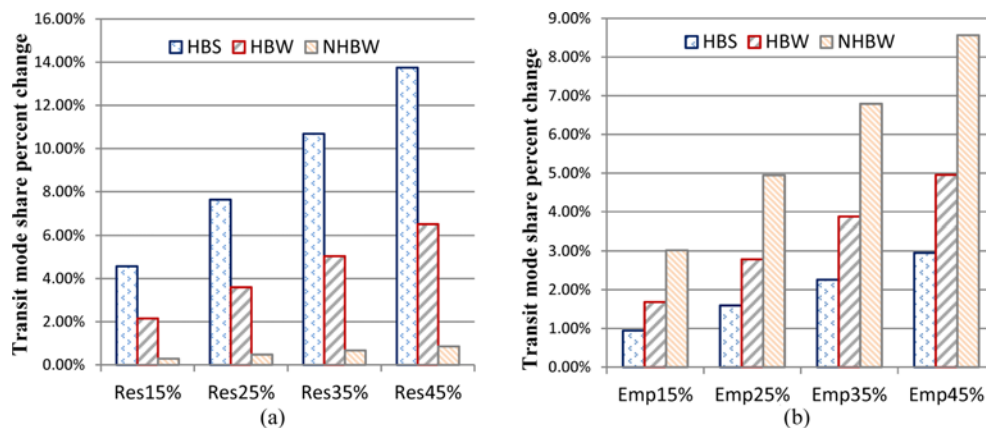 Transit mode share percent change
16.00%
14.00%
12.00%
10.00%
8.00%
6.00%
4.00%
2.00%
0.00%
HBS HBW NHBW
Res15% Res25% Res35% Res45%
(a)
Transit mode share percent change
9.00%
8.00%
7.00%
6.00%
5.00%
4.00%
3.00%
2.00%
1.00%
0.00%
HBS HBW NHBW
Emp15% Emp25% Emp35% Emp45%
(b)